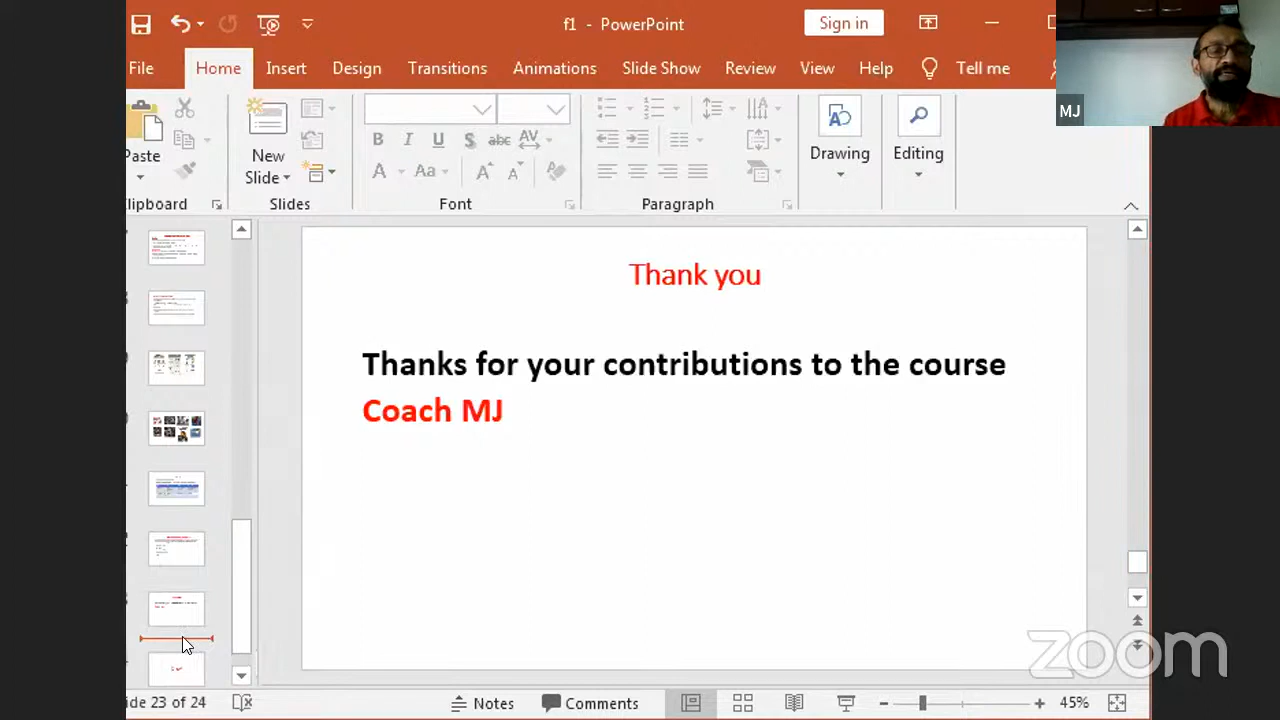 f1 - PowerPoint
Sign in
File Home Insert Design Transitions Animations Slide Show Review View Help Tell me
MJ
Paste
New
Slide
Drawing
Editing
lipboard Slides Font Paragraph
Thank you
Thanks for your contributions to the course
Coach MJ
zoom
ide 23 of 24 Notes Comments 45%